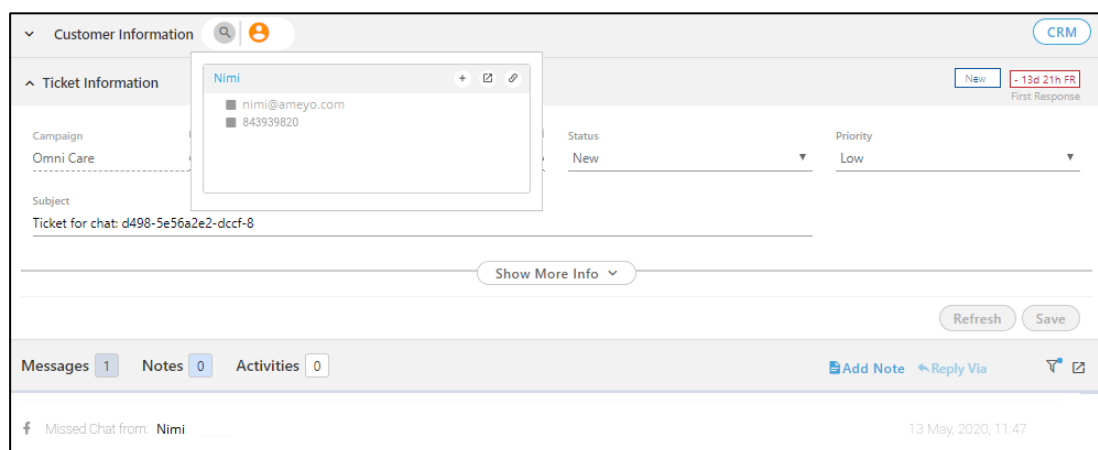 Customer Information
CRM
Nimi
nimi@ameyo.com
843939820
Ticket Information
New
- 13d 21h FR
First Response
Campaign
Omni Care
Status
New
Priority
Low
Subject
Ticket for chat: d498-5e56a2e2-dccf-8
Show More Info
Refresh Save
Messages 1 Notes 0 Activities 0 Add Note Reply Via
Missed Chat from: Nimi 13 May, 2020, 11:47